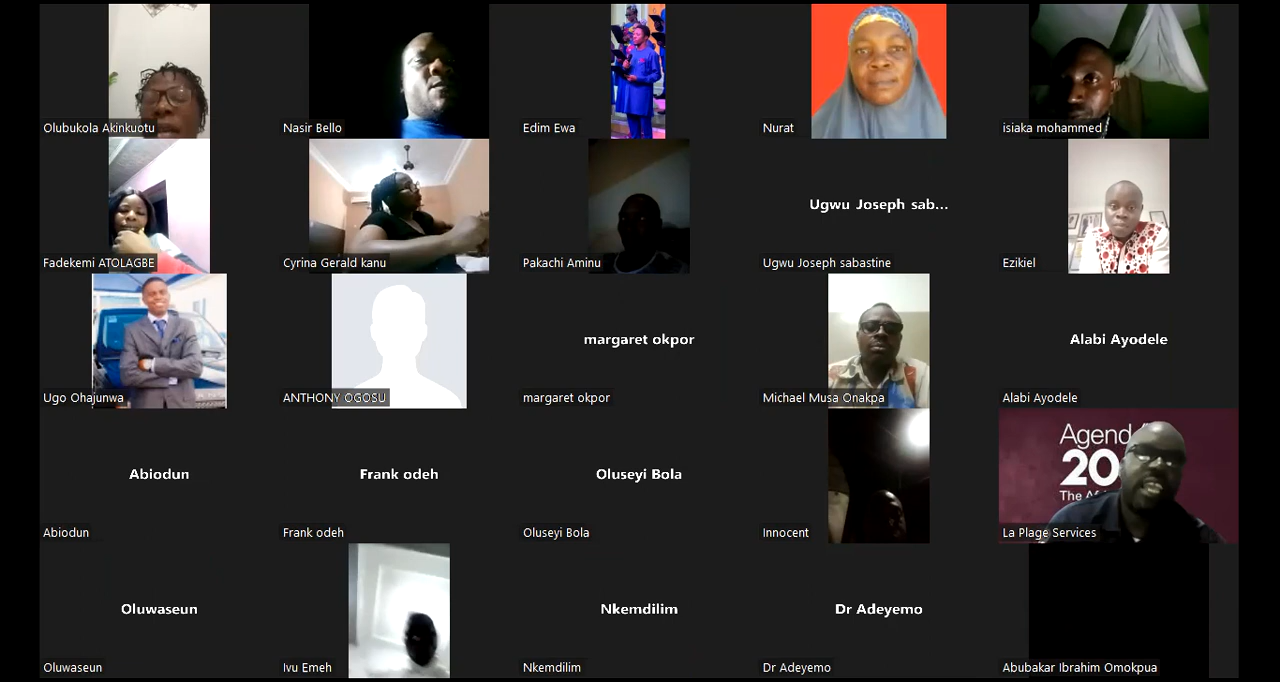 Olubukola Akinkuotu
Nasir Bello
Edim Ewa
Nurat
isiaka mohammed
Fadekemi ATOLAGBE
Cyrina Gerald kanu
Pakachi Aminu
Ugwu Joseph sab...
Ugwu Joseph sabastine
Ezikiel
Ugo Ohajunwa
ANTHONY OGOSU
margaret okpor
margaret okpor
Michael Musa Onakpa
Alabi Ayodele
Alabi Ayodele
Abiodun
Abiodun
Frank odeh
Frank odeh
Oluseyi Bola
Oluseyi Bola
Innocent
Agend
20
The Af
La Plage Services
Oluwaseun
Oluwaseun
Ivu Emeh
Nkemdilim
Nkemdilim
Dr Adeyemo
Dr Adeyemo
Abubakar Ibrahim Omokpua